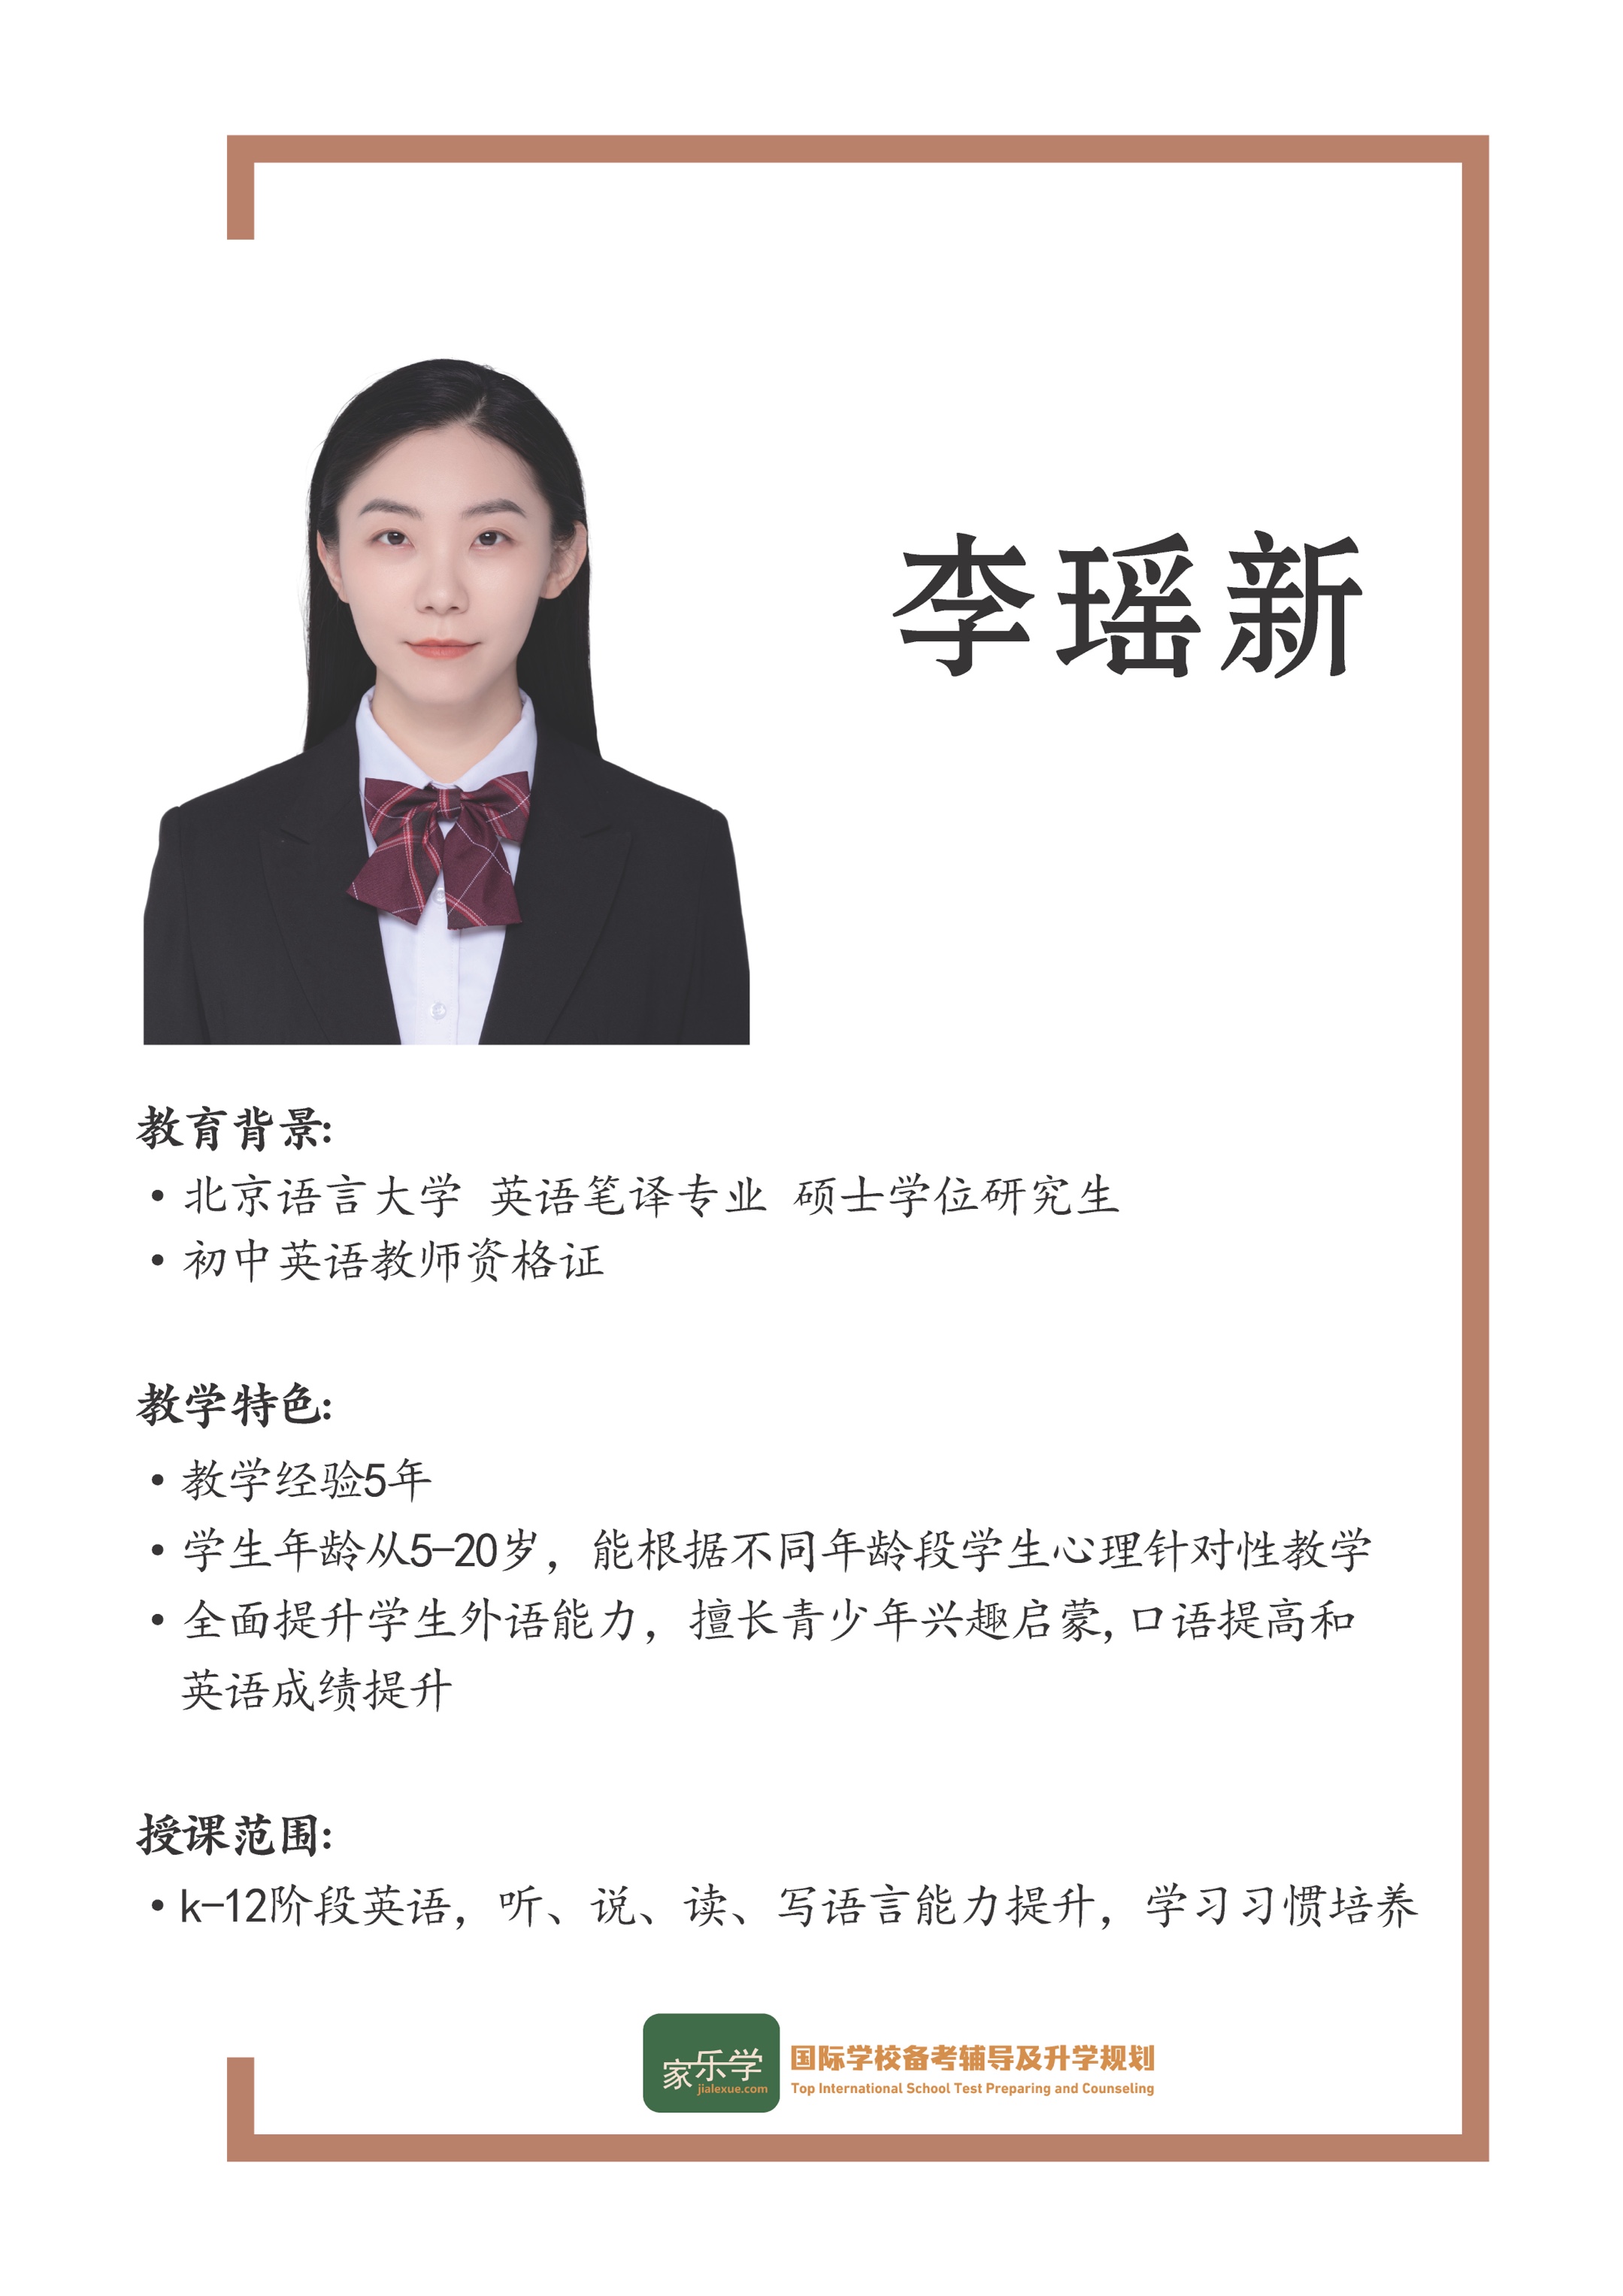 李瑶新
教育背景:
• 北京语言大学 英语笔译专业 硕士学位研究生
• 初中英语教师资格证
教学特色:
• 教学经验5年
• 学生年龄从5-20岁，能根据不同年龄段学生心理针对性教学
• 全面提升学生外语能力，擅长青少年兴趣启蒙, 口语提高和
英语成绩提升
授课范围:
• k-12阶段英语，听、说、读、写语言能力提升，学习习惯培养
家乐学
jialexue.com
国际学校备考辅导及升学规划
Top International School Test Preparing and Counseling